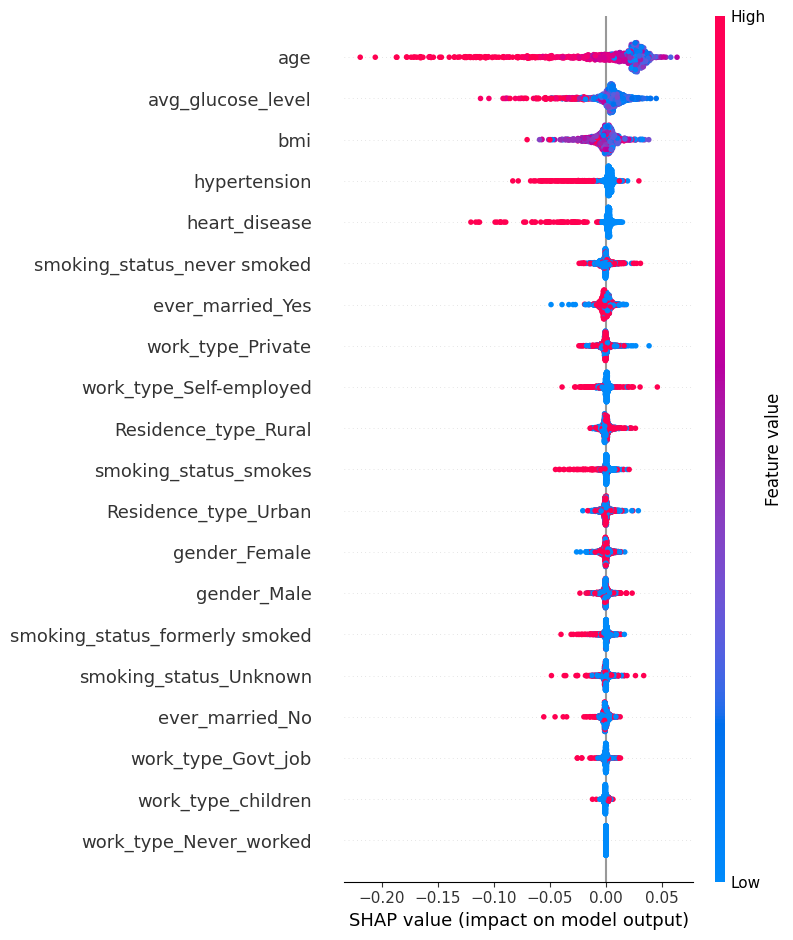 High
age
avg_glucose_level
bmi
hypertension
heart_disease
smoking_status_never smoked
ever_married_Yes
work_type_Private
work_type_Self-employed
Residence_type_Rural
smoking_status_smokes
Residence_type_Urban
gender_Female
gender_Male
smoking_status_formerly smoked
smoking_status_Unknown
ever_married_No
work_type_Govt_job
work_type_children
work_type_Never_worked
Feature value
Low
−0.20 −0.15 −0.10 −0.05 0.00 0.05
SHAP value (impact on model output)